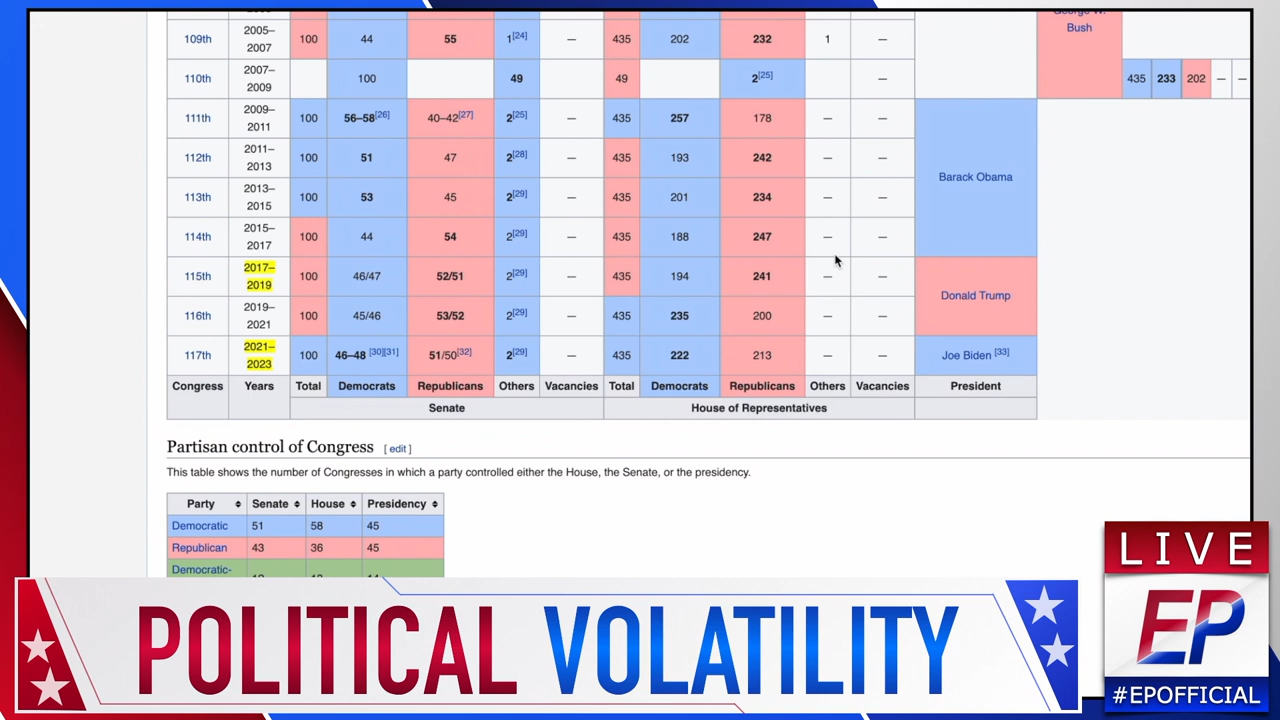 George W.
Bush
109th 2005– 100 44 55 1[24] — 435 202 232 1 —
2007
110th 2007– 100 49 49 2[25] — 435 233 202 — —
2009
111th 2009– 100 56–58[26] 40–42[27] 2[25] — 435 257 178 — —
2011
112th 2011– 100 51 47 2[28] — 435 193 242 — —
2013
Barack Obama
113th 2013– 100 53 45 2[29] — 435 201 234 — —
2015
114th 2015– 100 44 54 2[29] — 435 188 247 — —
2017
115th 2017– 100 46/47 52/51 2[29] — 435 194 241 — —
2019
Donald Trump
116th 2019– 100 45/46 53/52 2[29] — 435 235 200 — —
2021
117th 2021– 100 46–48 [30][31] 51/50[32] 2[29] — 435 222 213 — — Joe Biden [33]
2023
Congress Years Total Democrats Republicans Others Vacancies Total Democrats Republicans Others Vacancies President
Senate House of Representatives
Partisan control of Congress [ edit ]
This table shows the number of Congresses in which a party controlled either the House, the Senate, or the presidency.
Party Senate House Presidency
Democratic 51 58 45
Republican 43 36 45
Democratic-
POLITICAL VOLATILITY
LIVE
EP
#EPOFFICIAL